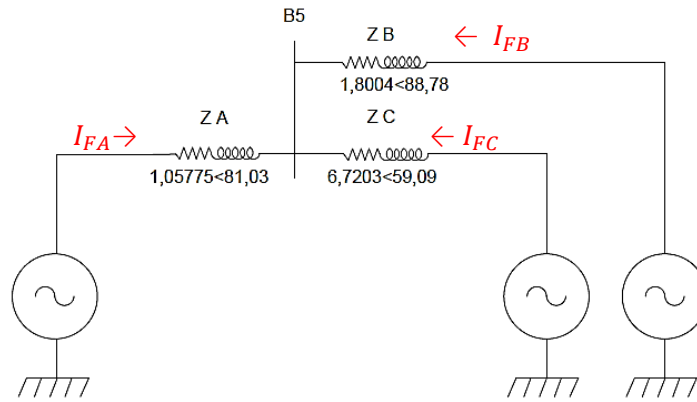 B5
Z B
← I_FB
1,8004<88,78
Z A
Z C
I_FA →
← I_FC
1,05775<81,03
6,7203<59,09